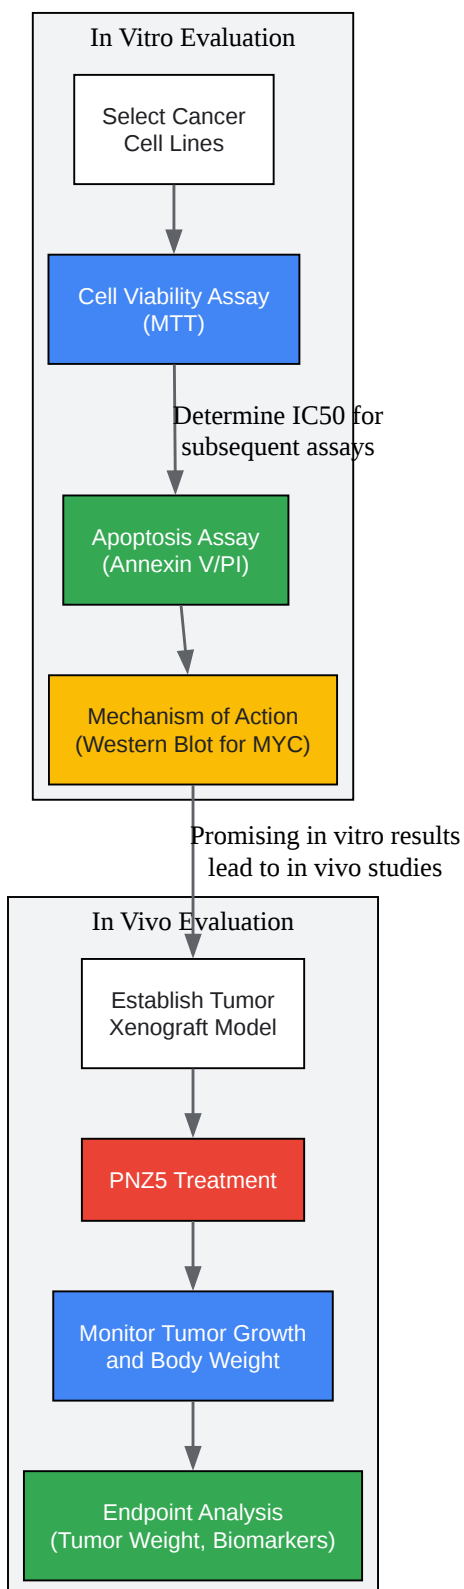 In Vitro Evaluation
Select Cancer
Cell Lines
Cell Viability Assay
(MTT)
Determine IC50 for
subsequent assays
Apoptosis Assay
(Annexin V/PI)
Mechanism of Action
(Western Blot for MYC)
Promising in vitro results
lead to in vivo studies
In Vivo Evaluation
Establish Tumor
Xenograft Model
PNZ5 Treatment
Monitor Tumor Growth
and Body Weight
Endpoint Analysis
(Tumor Weight, Biomarkers)